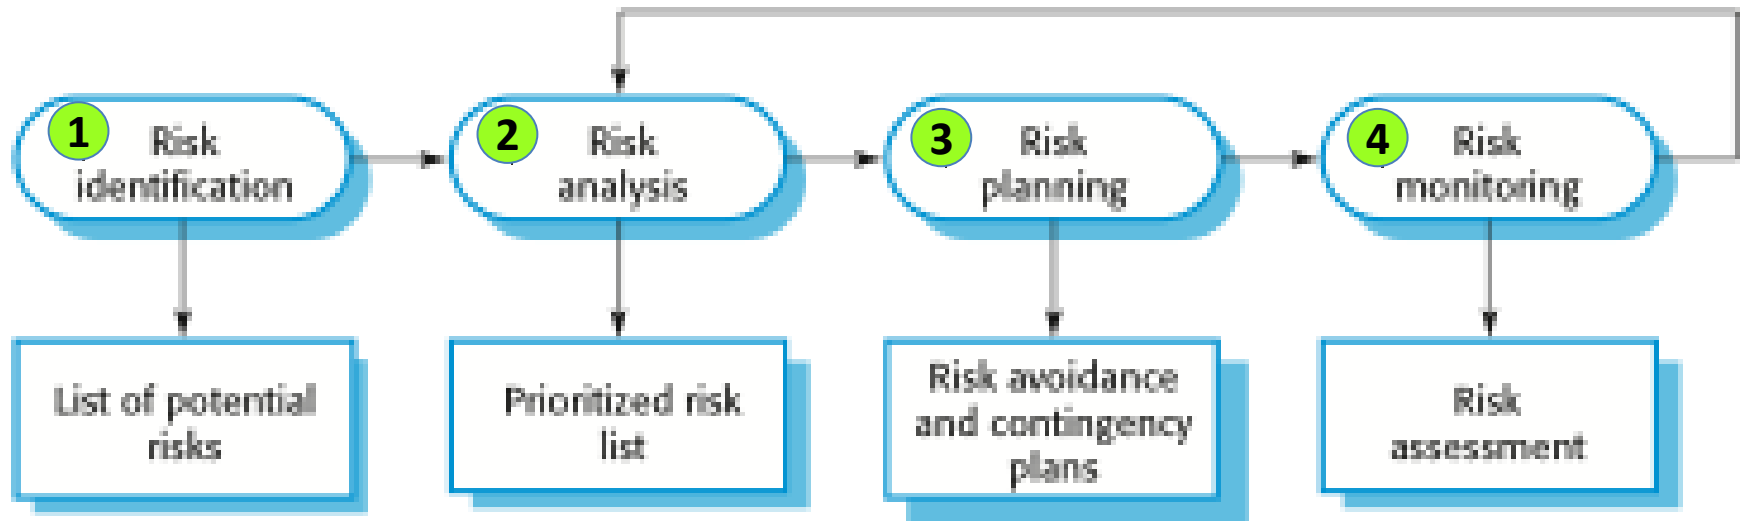 1
Risk
identification
2
Risk
analysis
3
Risk
planning
4
Risk
monitoring
List of potential
risks
Prioritized risk
list
Risk avoidance
and contingency
plans
Risk
assessment